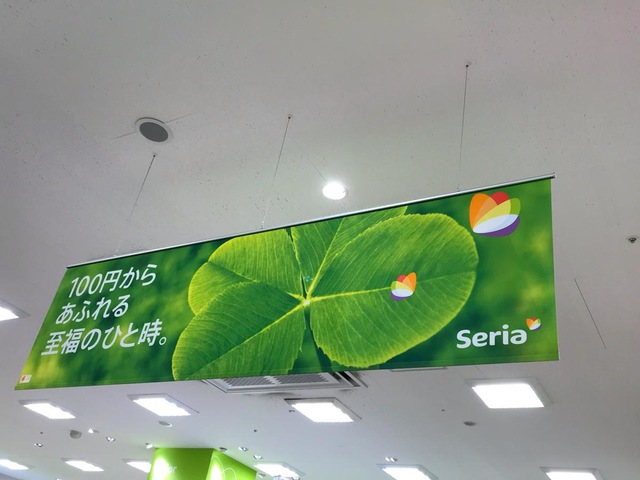 100円から
あふれる
至福のひと時。
Seria